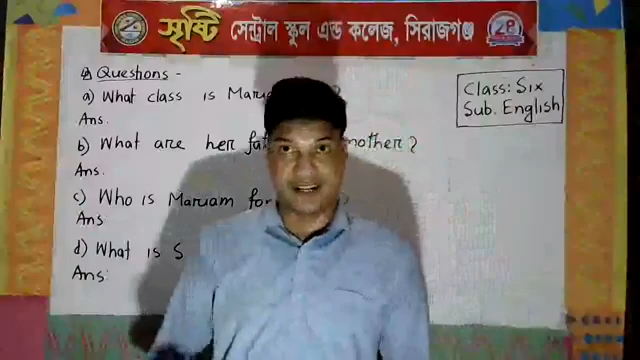 সৃষ্টি সেন্ট্রাল স্কুল এন্ড কলেজ, সিরাজগঞ্জ
Questions -
Class: Six
Sub. English
a) What class is Mariam ?
Ans.
b) What are her mother?
Ans.
c) Who is Mariam ?
Ans
d) What is
Ans: